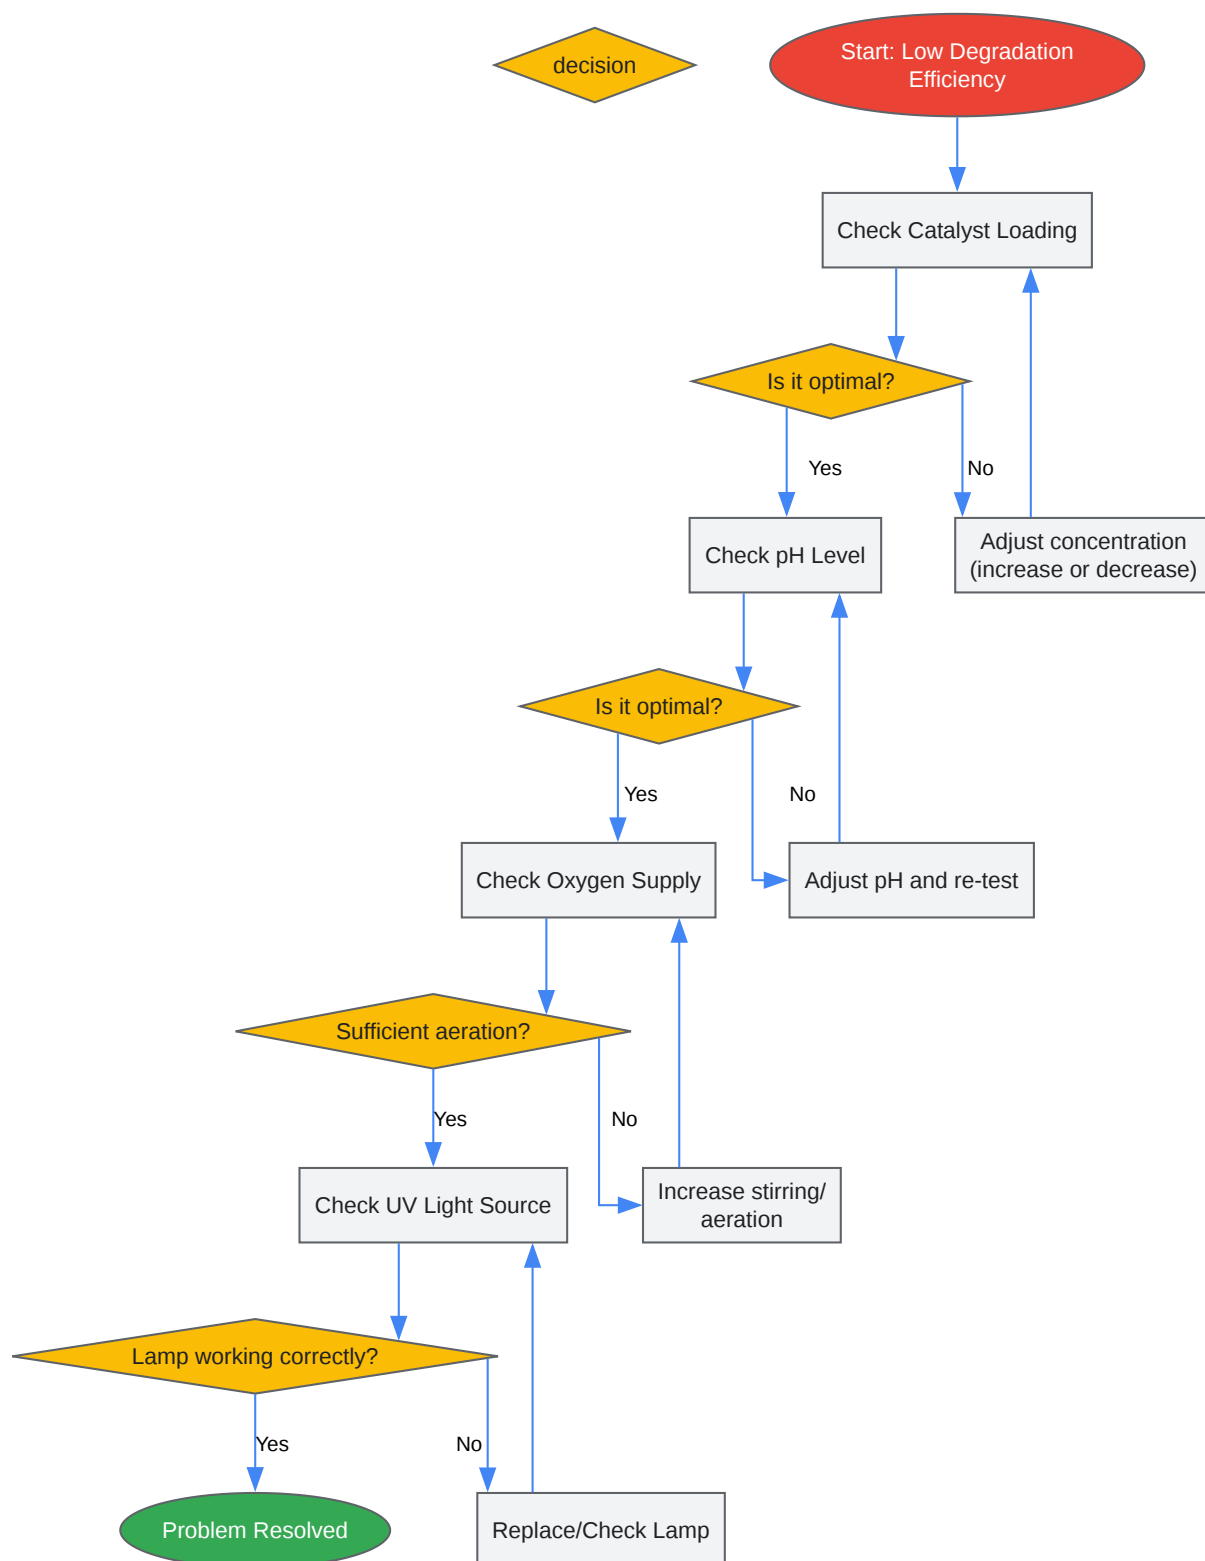 decision
Start: Low Degradation
Efficiency
Check Catalyst Loading
Is it optimal?
Yes
No
Check pH Level
Adjust concentration
(increase or decrease)
Is it optimal?
Yes
No
Check Oxygen Supply
Adjust pH and re-test
Sufficient aeration?
Yes
No
Check UV Light Source
Increase stirring/
aeration
Lamp working correctly?
Yes
No
Problem Resolved
Replace/Check Lamp